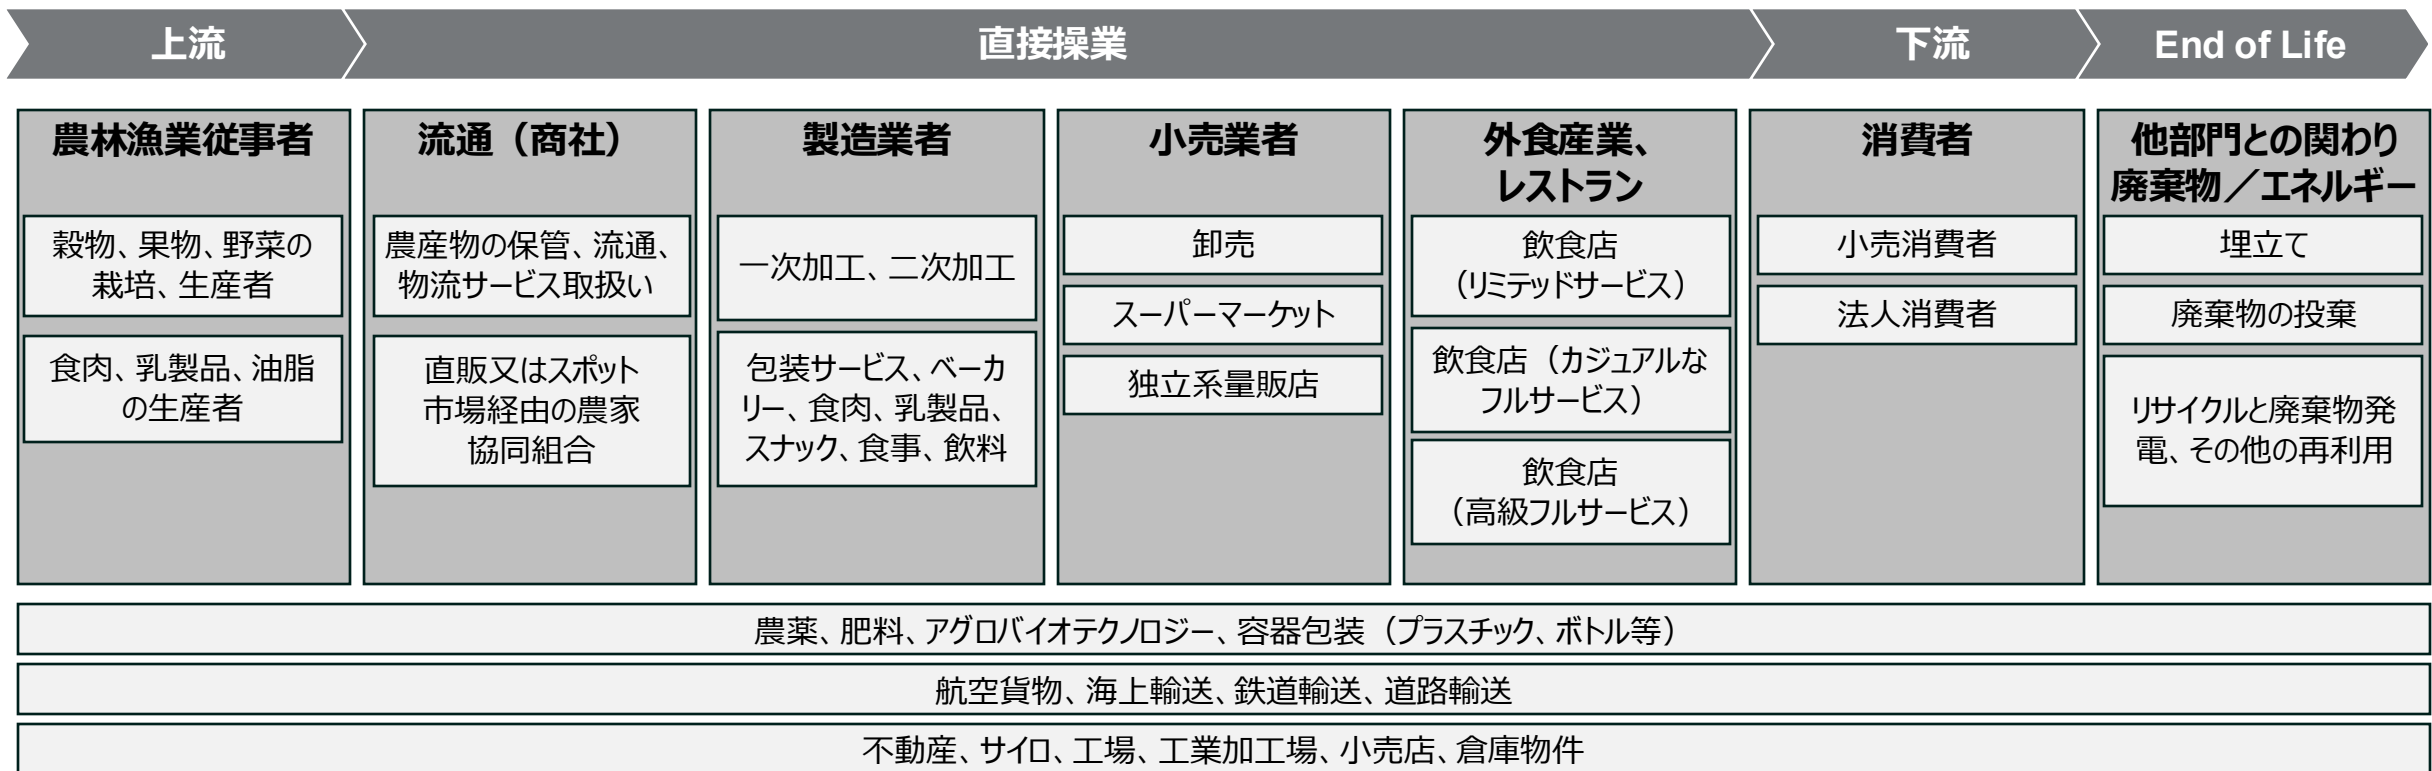 上流
直接操業
下流
End of Life
農林漁業従事者
穀物、果物、野菜の
栽培、生産者
食肉、乳製品、油脂
の生産者
流通（商社）
農産物の保管、流通、
物流サービス取扱い
直販又はスポット
市場経由の農家
協同組合
製造業者
一次加工、二次加工
包装サービス、ベーカ
リー、食肉、乳製品、
スナック、食事、飲料
小売業者
卸売
スーパーマーケット
独立系量販店
外食産業、
レストラン
飲食店
（リミテッドサービス）
飲食店（カジュアルな
フルサービス）
飲食店
（高級フルサービス）
消費者
小売消費者
法人消費者
他部門との関わり
廃棄物／エネルギー
埋立て
廃棄物の投棄
リサイクルと廃棄物発
電、その他の再利用
農薬、肥料、アグロバイオテクノロジー、容器包装（プラスチック、ボトル等）
航空貨物、海上輸送、鉄道輸送、道路輸送
不動産、サイロ、工場、工業加工場、小売店、倉庫物件